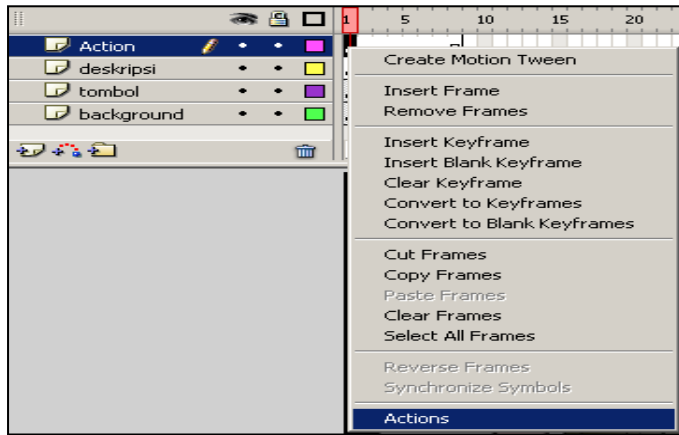 1 5 10 15 20
Action
deskripsi
tombol
background
Create Motion Tween
Insert Frame
Remove Frames
Insert Keyframe
Insert Blank Keyframe
Clear Keyframe
Convert to Keyframes
Convert to Blank Keyframes
Cut Frames
Copy Frames
Paste Frames
Clear Frames
Select All Frames
Reverse Frames
Synchronize Symbols
Actions